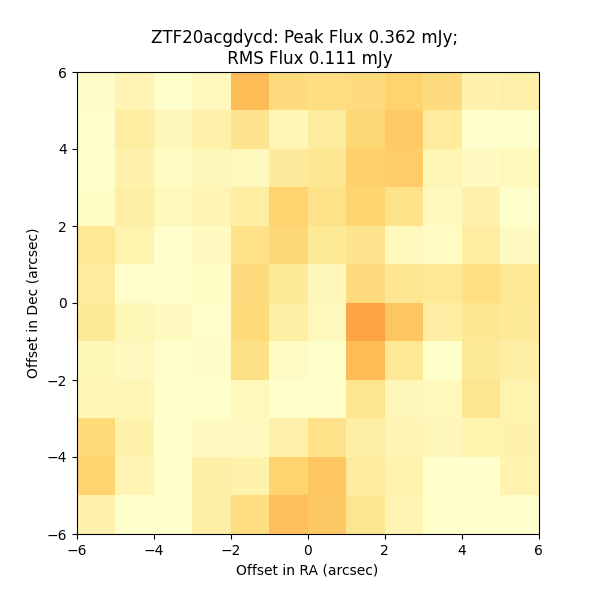 ZTF20acgdycd: Peak Flux 0.362 mJy;
RMS Flux 0.111 mJy
6
4
2
0
−2
−4
−6
Offset in Dec (arcsec)
−6 −4 −2 0 2 4 6
Offset in RA (arcsec)